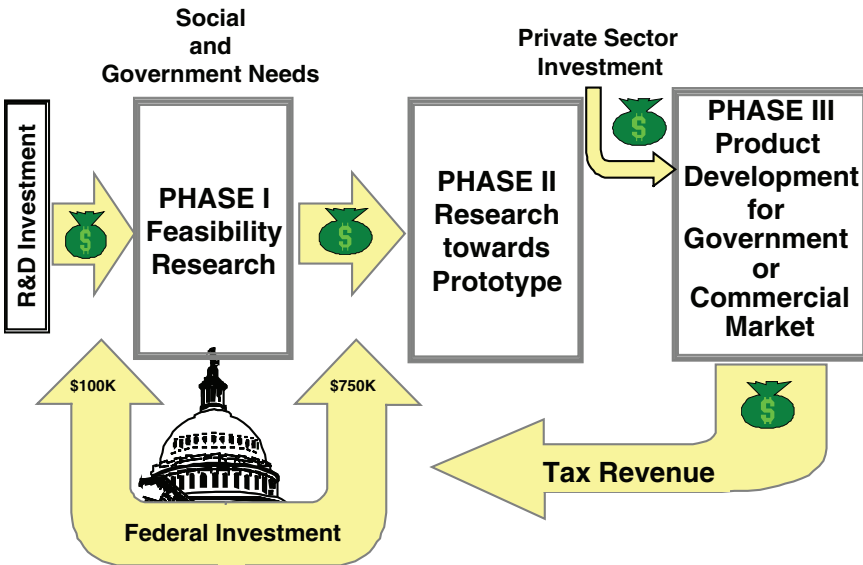 Social
and
Government Needs
Private Sector
Investment
R&D Investment
$
PHASE I
Feasibility
Research
$
PHASE II
Research
towards
Prototype
$
PHASE III
Product
Development
for
Government
or
Commercial
Market
$100K
$750K
Federal Investment
$
Tax Revenue